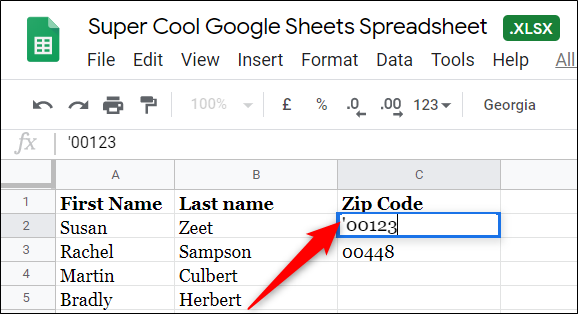 Super Cool Google Sheets Spreadsheet .XLSX
File Edit View Insert Format Data Tools Help All
100% £ % .0 .00 123 Georgia
fx '00123
A B C
1 First Name Last name Zip Code
2 Susan Zeet '00123
3 Rachel Sampson 00448
4 Martin Culbert
5 Bradly Herbert